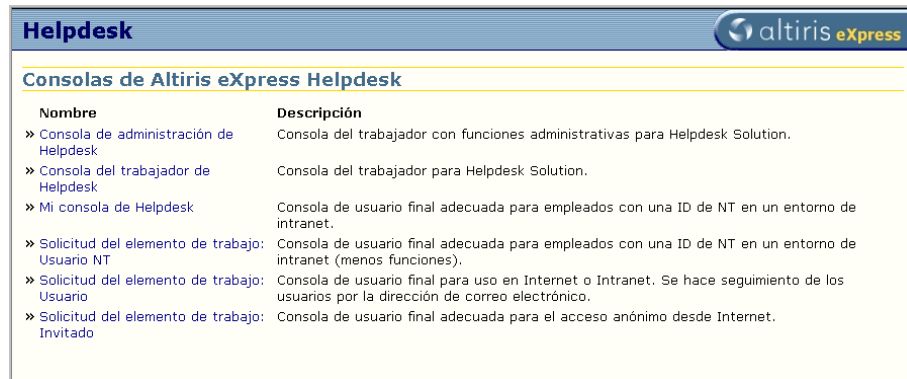 Helpdesk
altiris eXpress
Consolas de Altiris eXpress Helpdesk
Nombre Descripción
» Consola de administración de Consola del trabajador con funciones administrativas para Helpdesk Solution.
Helpdesk
» Consola del trabajador de Consola del trabajador para Helpdesk Solution.
Helpdesk
» Mi consola de Helpdesk Consola de usuario final adecuada para empleados con una ID de NT en un entorno de
intranet.
» Solicitud del elemento de trabajo: Consola de usuario final adecuada para empleados con una ID de NT en un entorno de
Usuario NT intranet (menos funciones).
» Solicitud del elemento de trabajo: Consola de usuario final para uso en Internet o Intranet. Se hace seguimiento de los
Usuario usuarios por la dirección de correo electrónico.
» Solicitud del elemento de trabajo: Consola de usuario final adecuada para el acceso anónimo desde Internet.
Invitado